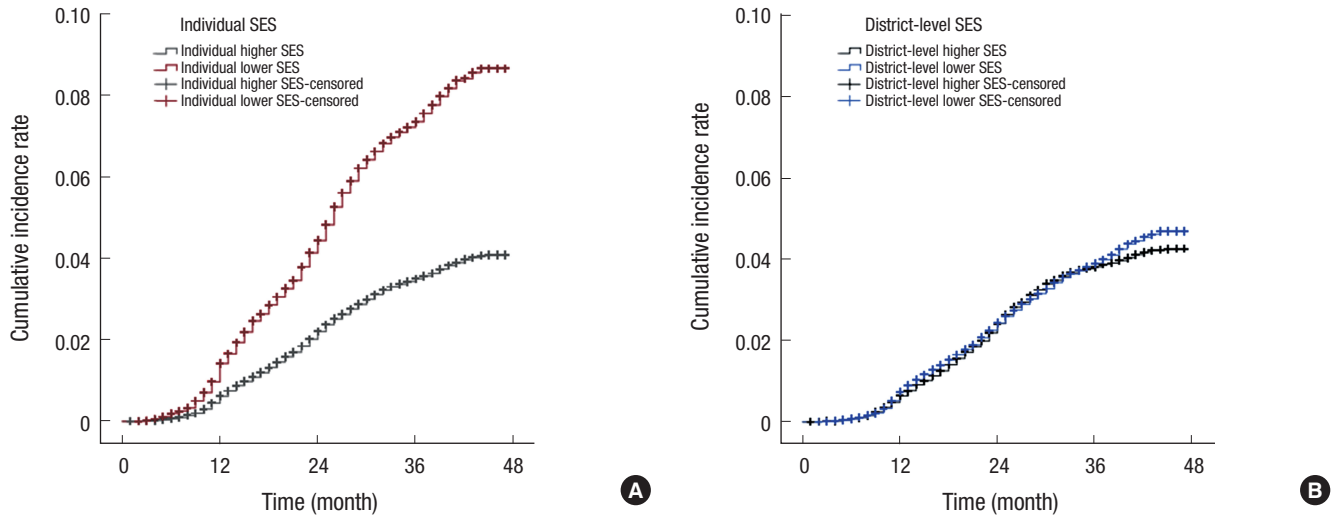 0.10
0.08
0.06
0.04
0.02
0
Cumulative incidence rate
Individual SES
Individual higher SES
Individual lower SES
Individual higher SES-censored
Individual lower SES-censored
0 12 24 36 48
Time (month)
A
0.10
0.08
0.06
0.04
0.02
0
Cumulative incidence rate
District-level SES
District-level higher SES
District-level lower SES
District-level higher SES-censored
District-level lower SES-censored
0 12 24 36 48
Time (month)
B